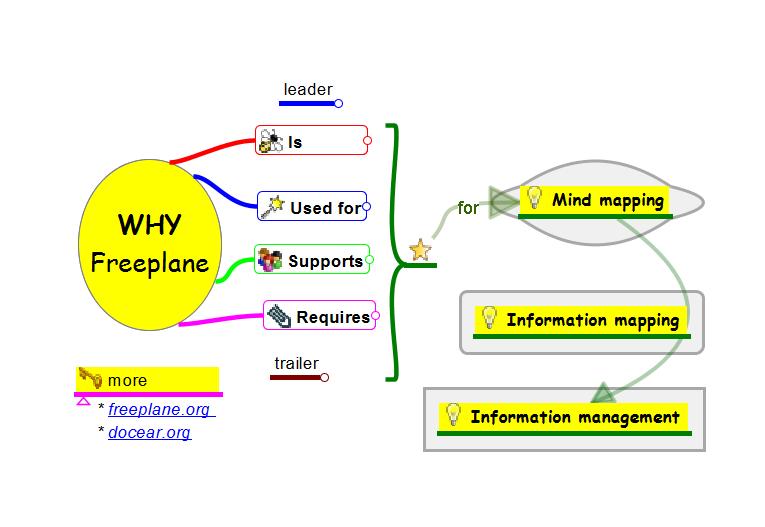 leader
Is
WHY
Freeplane
Used for
Supports
Requires
trailer
more
* freeplane.org
* docear.org
for
Mind mapping
Information mapping
Information management